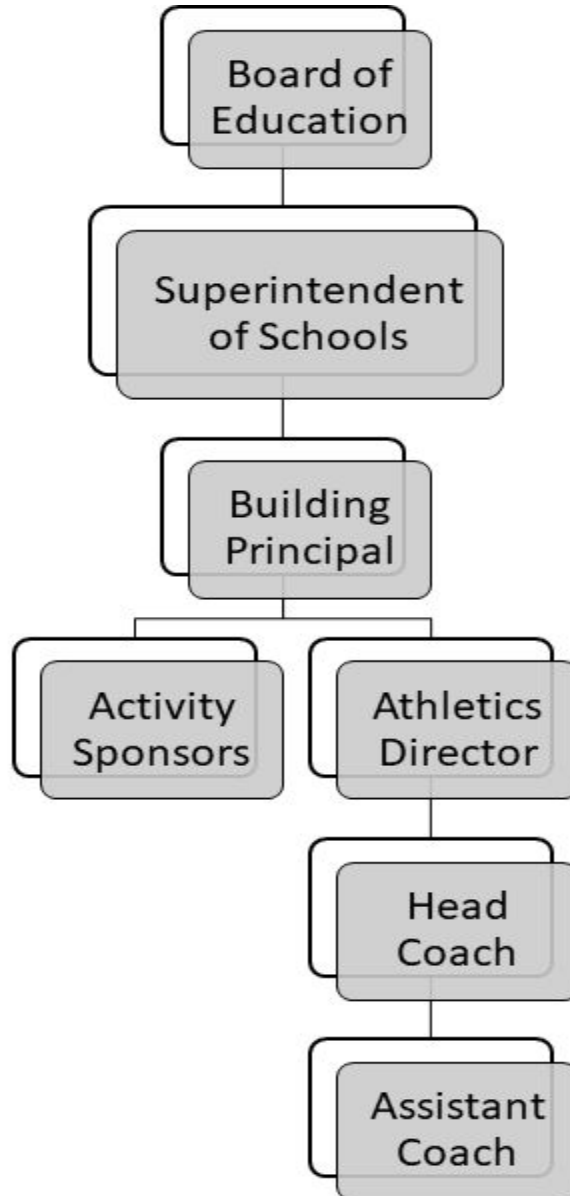 Board of
Education
Superintendent
of Schools
Building
Principal
Activity
Sponsors
Athletics
Director
Head
Coach
Assistant
Coach